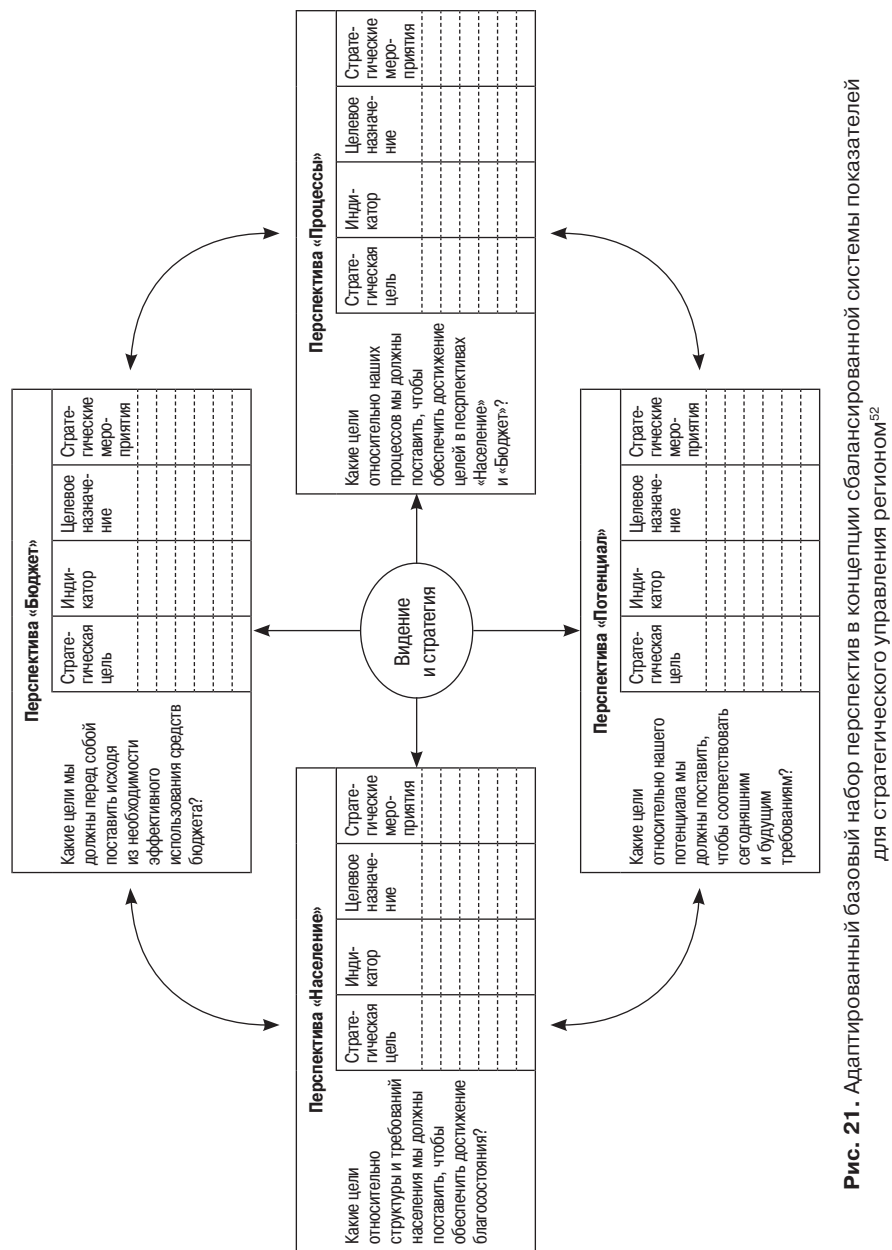 Перспектива «Бюджет»
Какие цели мы
должны перед собой
поставить исходя
из необходимости
эффективного
использования средств
бюджета?
Страте-
гическая
цель
Инди-
катор
Целевое
назначе-
ние
Страте-
гические
меро-
приятия
Перспектива «Население»
Какие цели
относительно
структуры и требований
населения мы должны
поставить, чтобы
обеспечить достижение
благосостояния?
Страте-
гическая
цель
Инди-
катор
Целевое
назначе-
ние
Страте-
гические
меро-
приятия
Видение
и стратегия
Перспектива «Процессы»
Какие цели
относительно наших
процессов мы должны
поставить, чтобы
обеспечить достижение
целей в песрпективах
«Население»
и «Бюджет»?
Страте-
гическая
цель
Инди-
катор
Целевое
назначе-
ние
Страте-
гические
меро-
приятия
Перспектива «Потенциал»
Какие цели
относительно нашего
потенциала мы
должны поставить,
чтобы соответствовать
сегодняшним
и будущим
требованиям?
Страте-
гическая
цель
Инди-
катор
Целевое
назначе-
ние
Страте-
гические
меро-
приятия
Рис. 21. Адаптированный базовый набор перспектив в концепции сбалансированной системы показателей
для стратегического управления регионом52